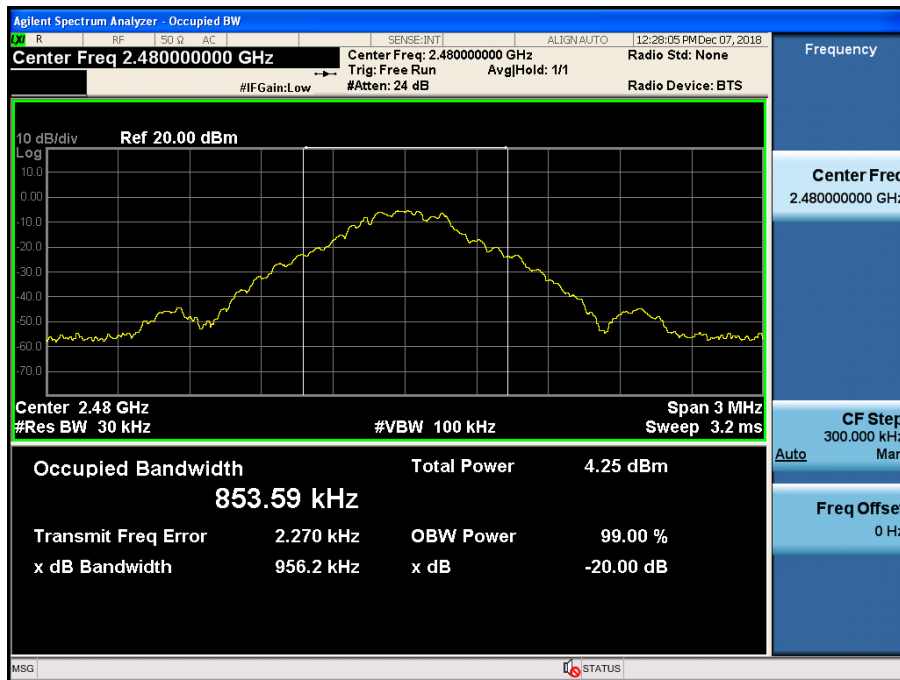 Agilent Spectrum Analyzer - Occupied BW
LXI R RF 50 Ω AC SENSE:INT ALIGN AUTO 12:28:05 PM Dec 07, 2018
Center Freq 2.480000000 GHz
Center Freq: 2.480000000 GHz Radio Std: None
Trig: Free Run Avg|Hold: 1/1
#IFGain:Low #Atten: 24 dB Radio Device: BTS
10 dB/div Ref 20.00 dBm
Log
10.0
0.00
-10.0
-20.0
-30.0
-40.0
-50.0
-60.0
-70.0
Center 2.48 GHz Span 3 MHz
#Res BW 30 kHz #VBW 100 kHz Sweep 3.2 ms
Occupied Bandwidth Total Power 4.25 dBm
853.59 kHz
Transmit Freq Error 2.270 kHz OBW Power 99.00 %
x dB Bandwidth 956.2 kHz x dB -20.00 dB
MSG STATUS
Frequency
Center Freq
2.480000000 GHz
CF Step
300.000 kHz
Auto Man
Freq Offset
0 Hz